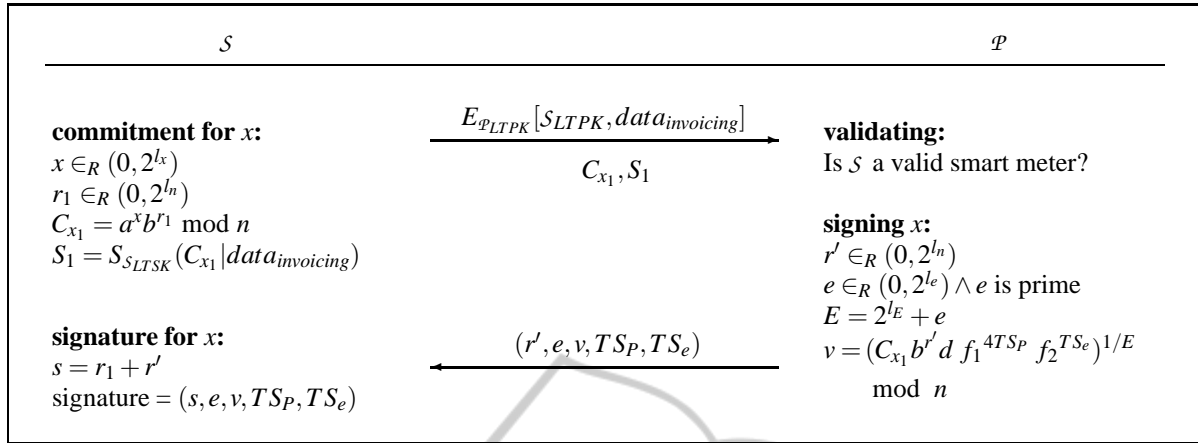 S P
commitment for x:
x ∈_R (0, 2^{l_x})
r_1 ∈_R (0, 2^{l_n})
C_{x_1} = a^x b^{r_1} mod n
S_1 = S_{S_{LTSK}}(C_{x_1}|data_{invoicing})
E_{P_{LTPK}}[S_{LTPK}, data_{invoicing}]
C_{x_1}, S_1
validating:
Is S a valid smart meter?
signing x:
r′ ∈_R (0, 2^{l_n})
e ∈_R (0, 2^{l_e}) ∧ e is prime
E = 2^{l_E} + e
v = (C_{x_1} b^{r′} d f_1^{4TS_P} f_2^{TS_e})^{1/E}
mod n
(r′, e, v, TS_P, TS_e)
signature for x:
s = r_1 + r′
signature = (s, e, v, TS_P, TS_e)